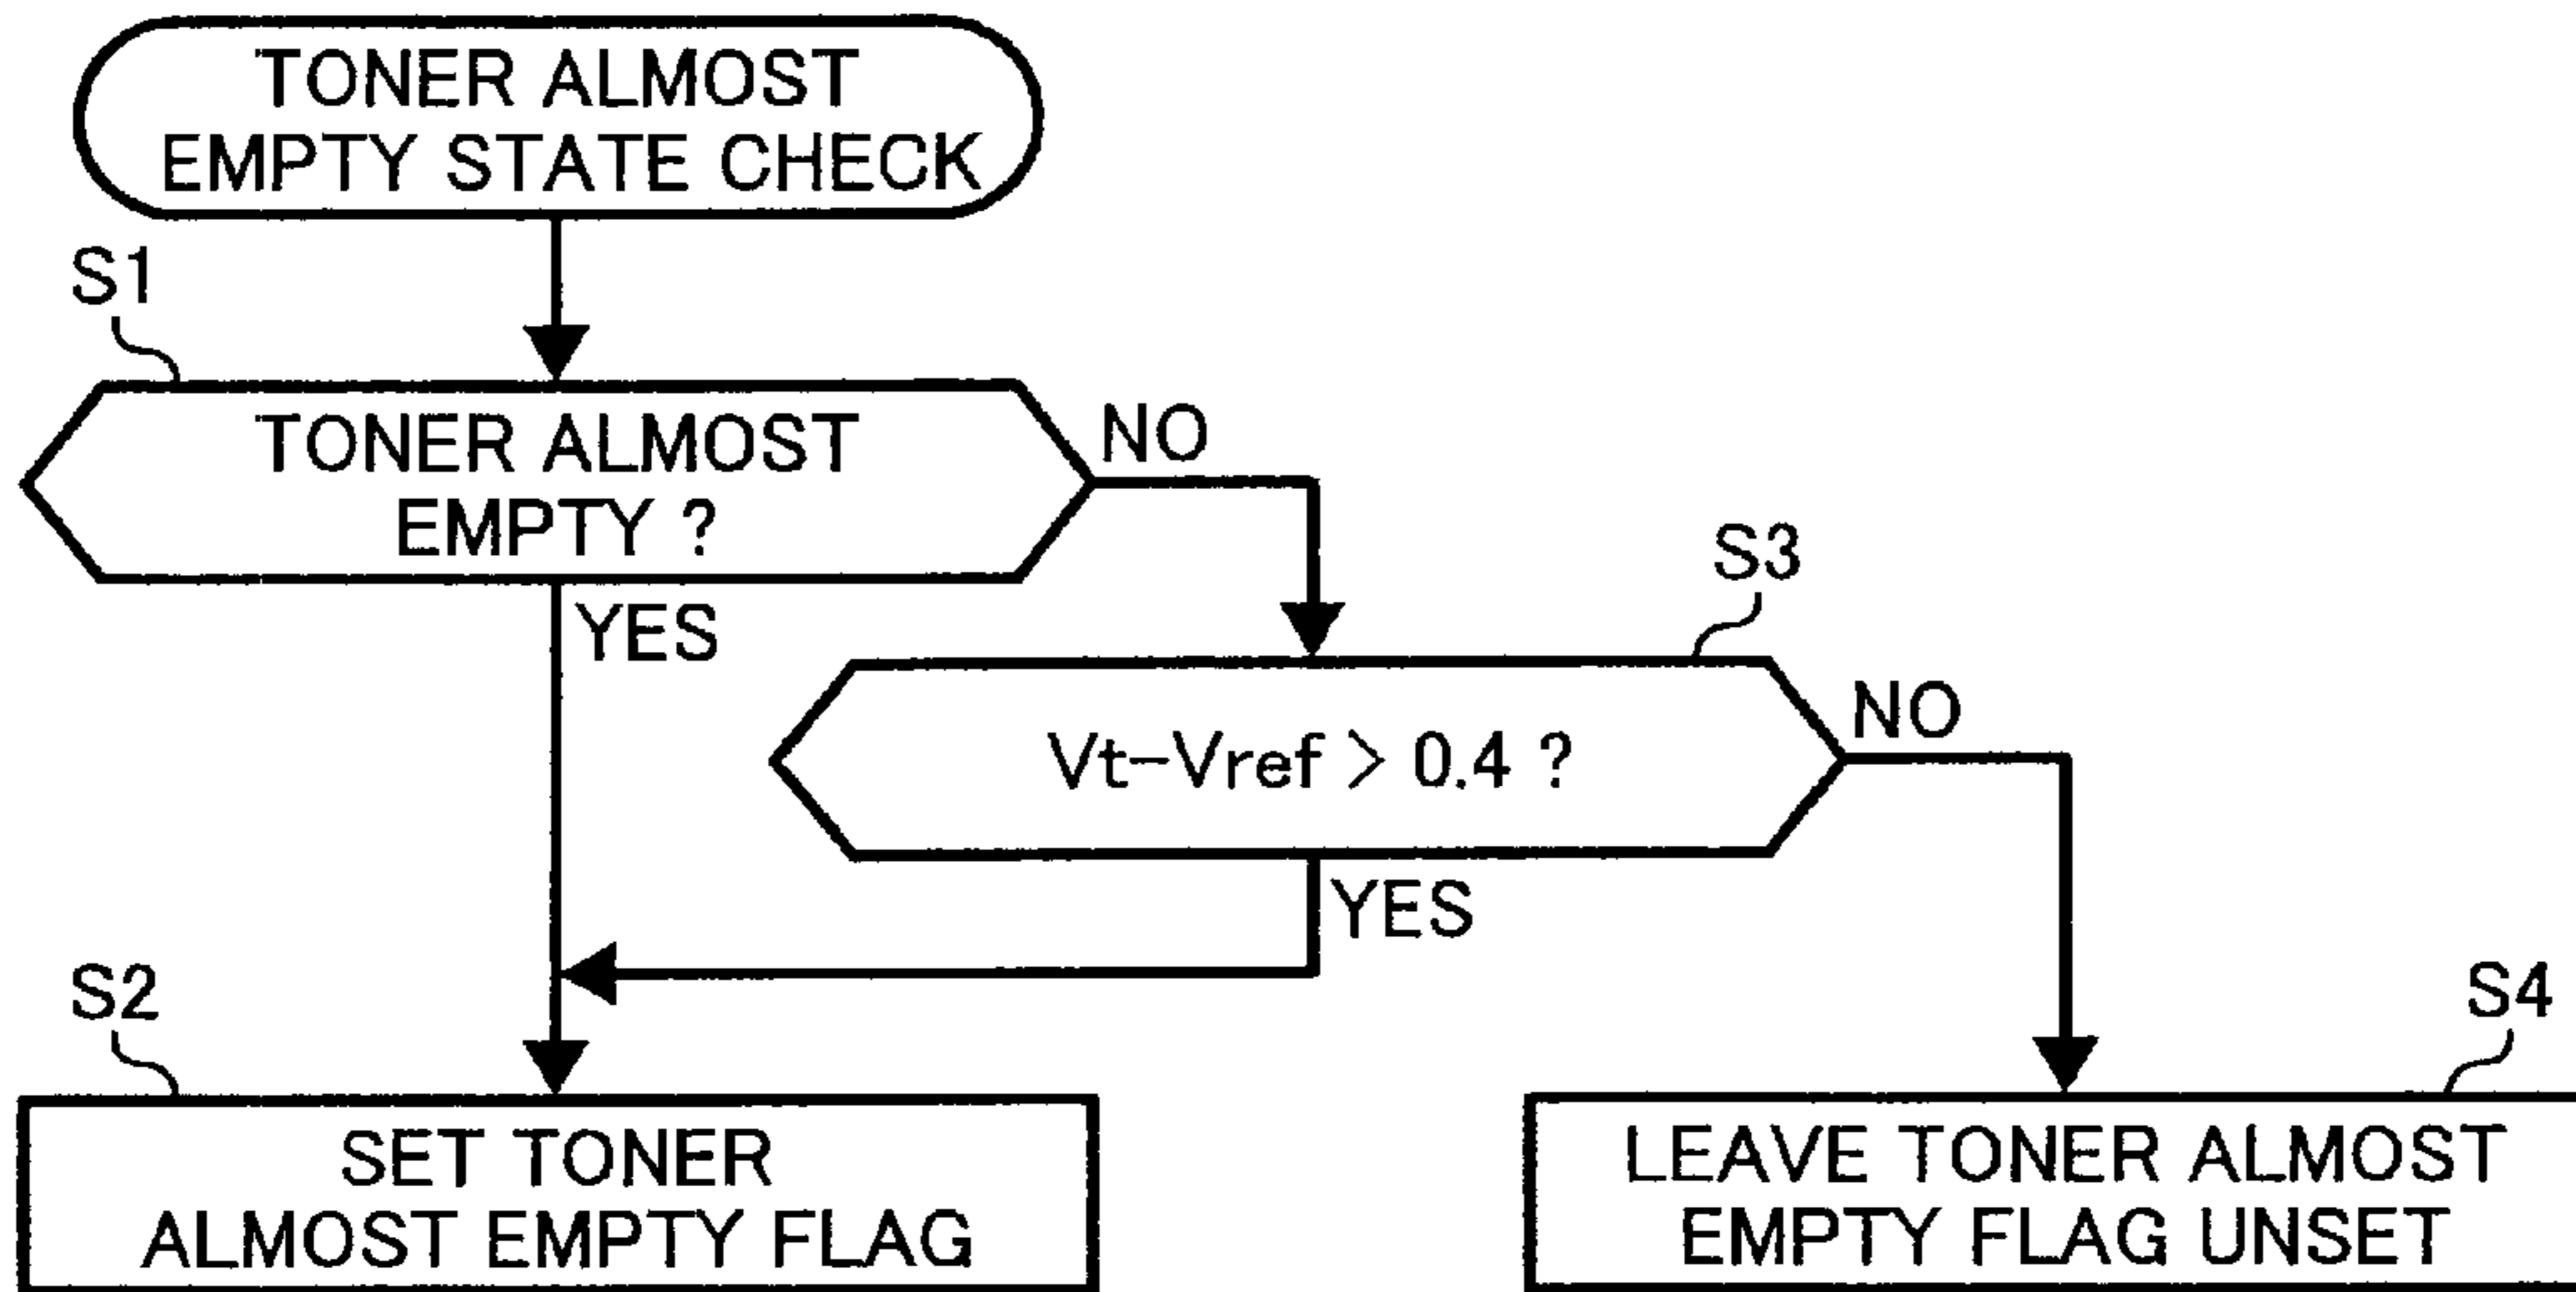 TONER ALMOST
EMPTY STATE CHECK
S1
TONER ALMOST
EMPTY ?
NO
YES
S3
Vt-Vref > 0.4 ?
NO
YES
S2
SET TONER
ALMOST EMPTY FLAG
S4
LEAVE TONER ALMOST
EMPTY FLAG UNSET